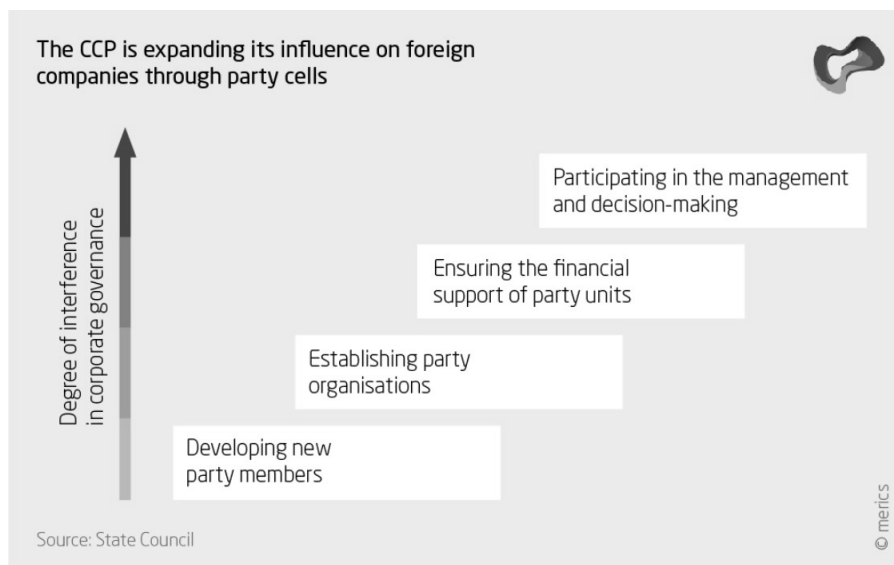 The CCP is expanding its influence on foreign
companies through party cells
Degree of interference
in corporate governance
Participating in the management
and decision-making
Ensuring the financial
support of party units
Establishing party
organisations
Developing new
party members
Source: State Council
© merics